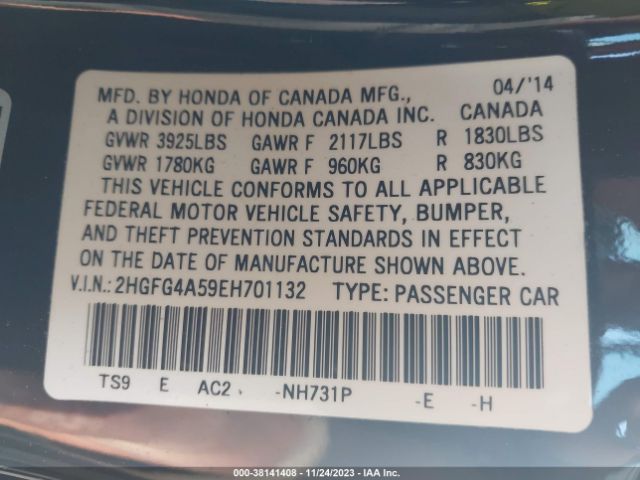 MFD. BY HONDA OF CANADA MFG., 04/'14
A DIVISION OF HONDA CANADA INC. CANADA
GVWR 3925LBS GAWR F 2117LBS R 1830LBS
GVWR 1780KG GAWR F 960KG R 830KG
THIS VEHICLE CONFORMS TO ALL APPLICABLE
FEDERAL MOTOR VEHICLE SAFETY, BUMPER,
AND THEFT PREVENTION STANDARDS IN EFFECT
ON THE DATE OF MANUFACTURE SHOWN ABOVE.
V.I.N.: 2HGFG4A59EH701132 TYPE: PASSENGER CAR
TS9 E AC2 -NH731P -E -H
000-38141408 - 11/24/2023 - IAA Inc.